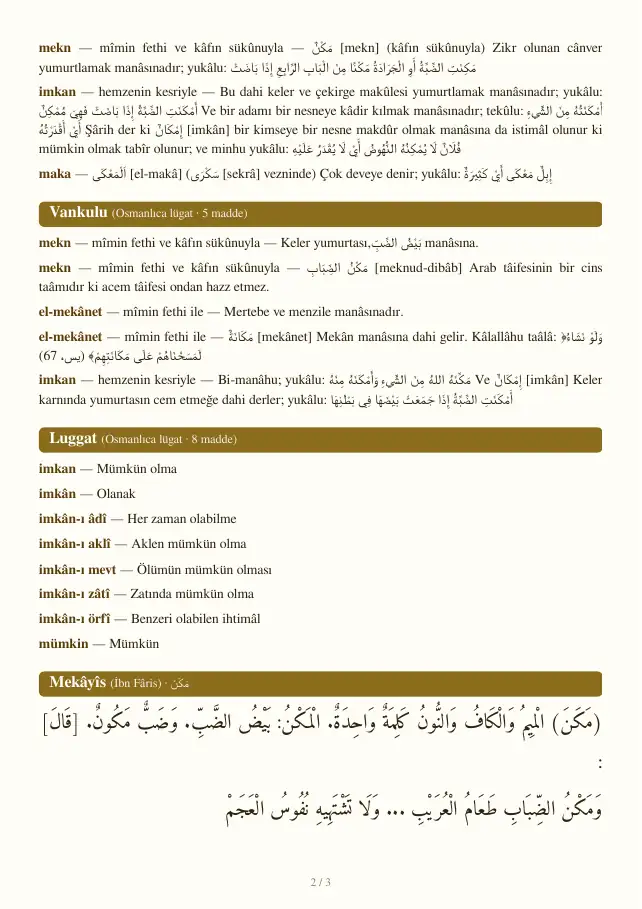 mekn — mîmin fethi ve kâfın sükûnuyla — مَكْنٌ [mekn] (kâfın sükûnuyla) Zikr olunan cânver
yumurtlamak manâsınadır; yukâlu: مَكِنَتِ الضَّبَّةُ أَوِ الْجَرَادَةُ مَكْنًا مِنَ الْبَابِ الرَّابِعِ إِذَا بَاضَتْ
imkan — hemzenin kesriyle — Bu dahi keler ve çekirge makûlesi yumurtlamak manâsınadır; yukâlu:
أَمْكَنَتِ الضَّبَّةُ إِذَا بَاضَتْ فَهِيَ مُمْكِنٌ Ve bir adamı bir nesneye kâdir kılmak manâsınadır; tekûlu: أَمْكَنْتُهُ مِنَ الشَّيْءِ
أَيْ أَقْدَرْتُهُ Şârih der ki إِمْكَانٌ [imkân] bir kimseye bir nesne makdûr olmak manâsına da istimâl olunur ki
mümkin olmak tabîr olunur; ve minhu yukâlu: فُلَانٌ لَا يُمْكِنُهُ النُّهُوضُ أَيْ لَا يُقْدَرُ عَلَيْهِ
maka — اَلْمَعْكَى [el-makâ] (سَكْرَى [sekrâ] vezninde) Çok deveye denir; yukâlu: إِبِلٌ مَعْكَى أَيْ كَثِيرَةٌ
Vankulu (Osmanlıca lügat · 5 madde)
mekn — mîmin fethi ve kâfın sükûnuyla — Keler yumurtası, بَيْضُ الضَّبِّ manâsına.
mekn — mîmin fethi ve kâfın sükûnuyla — مَكْنُ الضِّبَابِ [meknud-dibâb] Arab tâifesinin bir cins
taâmıdır ki acem tâifesi ondan hazz etmez.
el-mekânet — mîmin fethi ile — Mertebe ve menzile manâsınadır.
el-mekânet — mîmin fethi ile — مَكَانَةٌ [mekânet] Mekân manâsına dahi gelir. Kâlallâhu taâlâ: ﴿وَلَوْ نَشَاءُ
لَمَسَخْنَاهُمْ عَلَى مَكَانَتِهِمْ﴾ (يس، 67)
imkan — hemzenin kesriyle — Bi-manâhu; yukâlu: مَكَّنَهُ اللهُ مِنَ الشَّيْءِ وَأَمْكَنَهُ مِنْهُ Ve إِمْكَانٌ [imkân] Keler
karnında yumurtasın cem etmeğe dahi derler; yukâlu: أَمْكَنَتِ الضَّبَّةُ إِذَا جَمَعَتْ بَيْضَهَا فِي بَطْنِهَا
Luggat (Osmanlıca lügat · 8 madde)
imkan — Mümkün olma
imkân — Olanak
imkân-ı âdî — Her zaman olabilme
imkân-ı aklî — Aklen mümkün olma
imkân-ı mevt — Ölümün mümkün olması
imkân-ı zâtî — Zatında mümkün olma
imkân-ı örfî — Benzeri olabilen ihtimâl
mümkin — Mümkün
Mekâyîs (İbn Fâris) · مَكَنَ
(مَكَنَ) الْمِيمُ وَالْكَافُ وَالنُّونُ كَلِمَةٌ وَاحِدَةٌ. الْمَكْنُ: بَيْضُ الضَّبِّ. وَضَبٌّ مَكُونٌ. [قَالَ]
:
وَمَكْنُ الضِّبَابِ طَعَامُ الْعُرَيْبِ ... وَلَا تَشْتَهِيهِ نُفُوسُ الْعَجَمْ
2 / 3